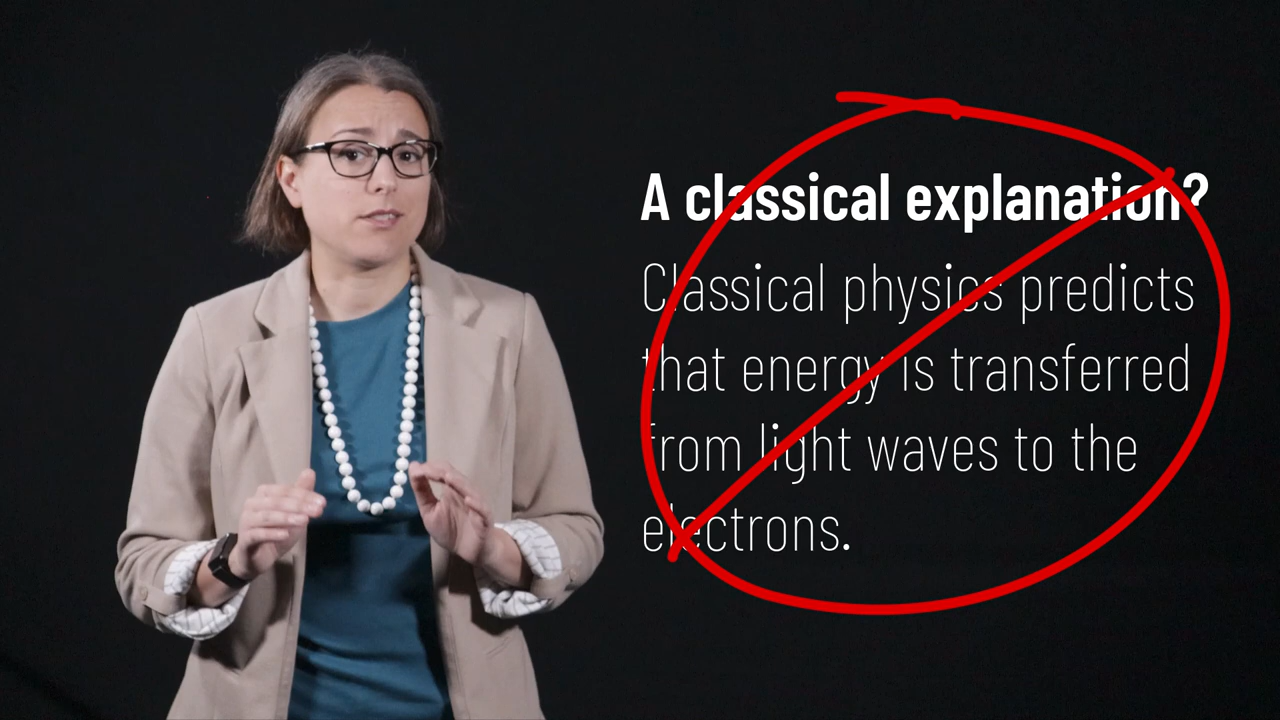 A classical explanation?
Classical physics predicts
that energy is transferred
from light waves to the
electrons.